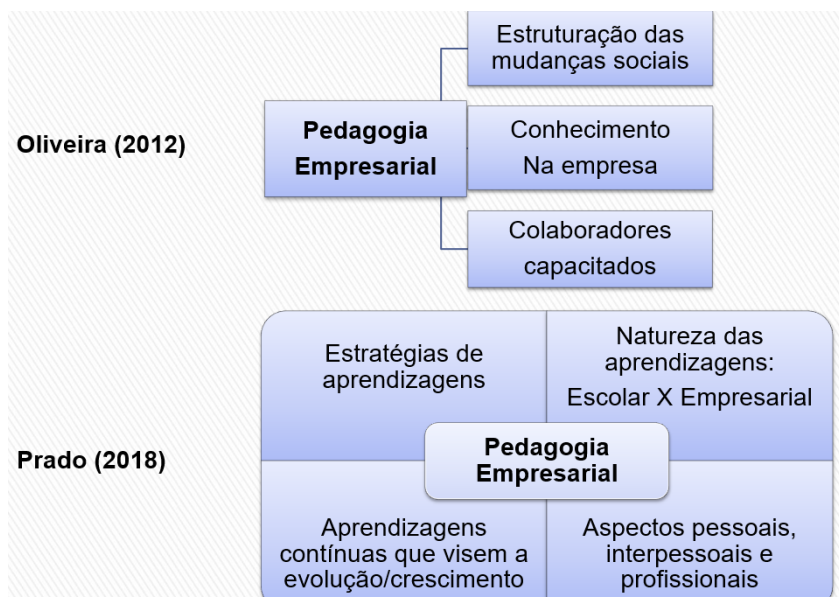 Oliveira (2012)
Pedagogia
Empresarial
Estruturação das
mudanças sociais
Conhecimento
Na empresa
Colaboradores
capacitados
Prado (2018)
Estratégias de
aprendizagens
Natureza das
aprendizagens:
Escolar X Empresarial
Pedagogia
Empresarial
Aprendizagens
contínuas que visem a
evolução/crescimento
Aspectos pessoais,
interpessoais e
profissionais